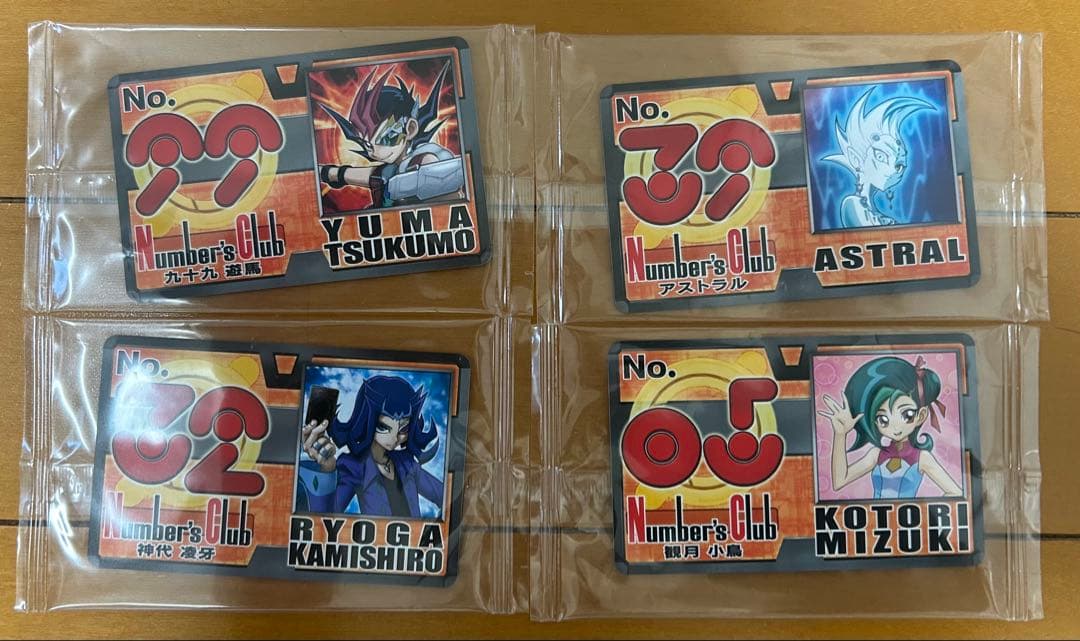 No.
99
Number's Club
九十九 遊馬
YUMA
TSUKUMO
No.
39
Number's Club
アストラル
ASTRAL
No.
32
Number's Club
神代 凌牙
RYOGA
KAMISHIRO
No.
05
Number's Club
観月 小鳥
KOTORI
MIZUKI